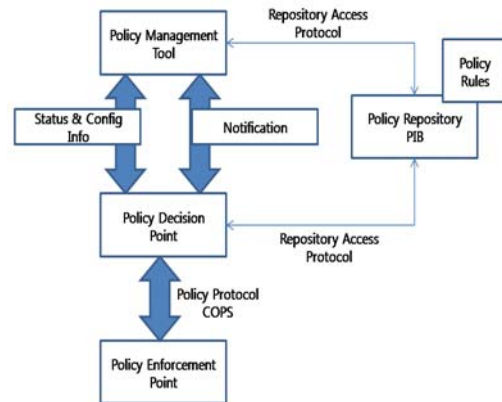 Policy Management
Tool
Repository Access
Protocol
Policy
Rules
Status & Config
Info
Notification
Policy Repository
PIB
Policy Decision
Point
Repository Access
Protocol
Policy Protocol
COPS
Policy Enforcement
Point